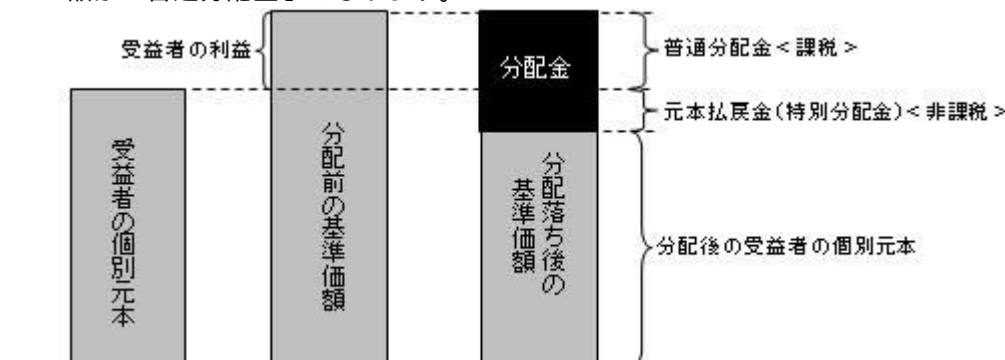 受益者の利益
分配金
普通分配金<課税>
元本払戻金(特別分配金)<非課税>
受益者の個別元本
分配前の基準価額
分配落ち後の
基準価額
分配後の受益者の個別元本